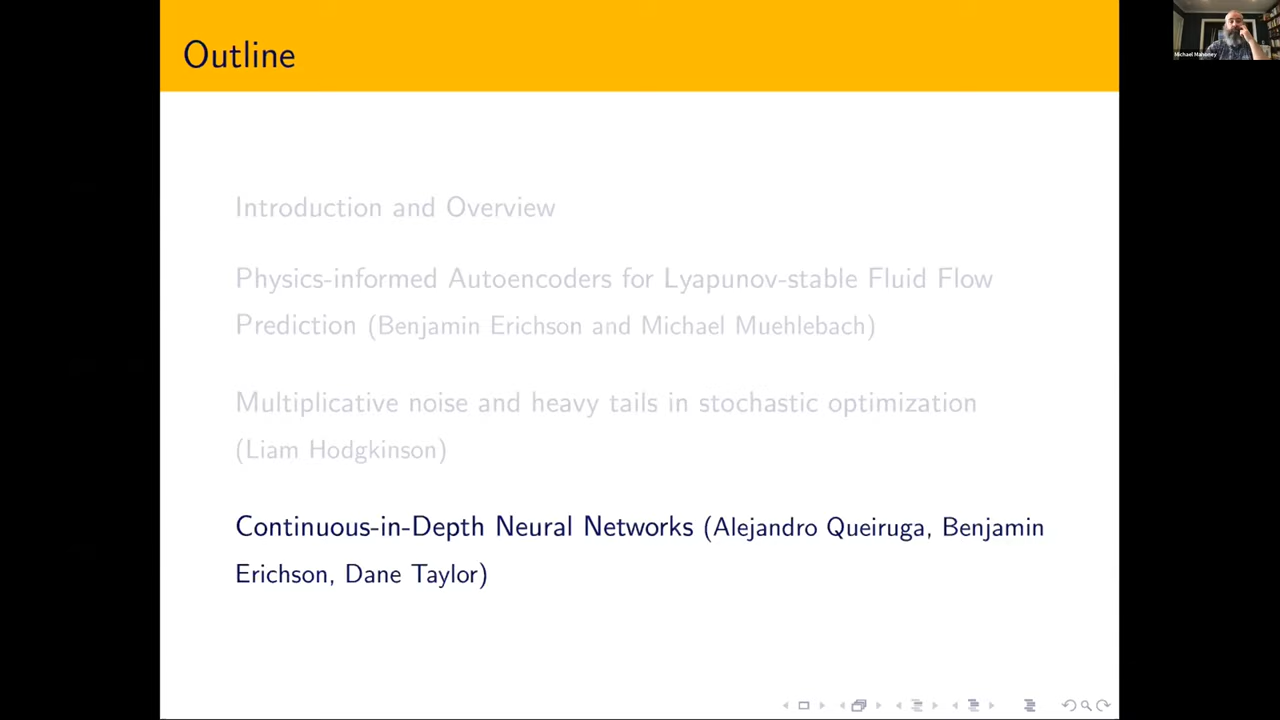 Outline
Michael Mahoney
Introduction and Overview
Physics-informed Autoencoders for Lyapunov-stable Fluid Flow
Prediction (Benjamin Erichson and Michael Muehlebach)
Multiplicative noise and heavy tails in stochastic optimization
(Liam Hodgkinson)
Continuous-in-Depth Neural Networks (Alejandro Queiruga, Benjamin
Erichson, Dane Taylor)